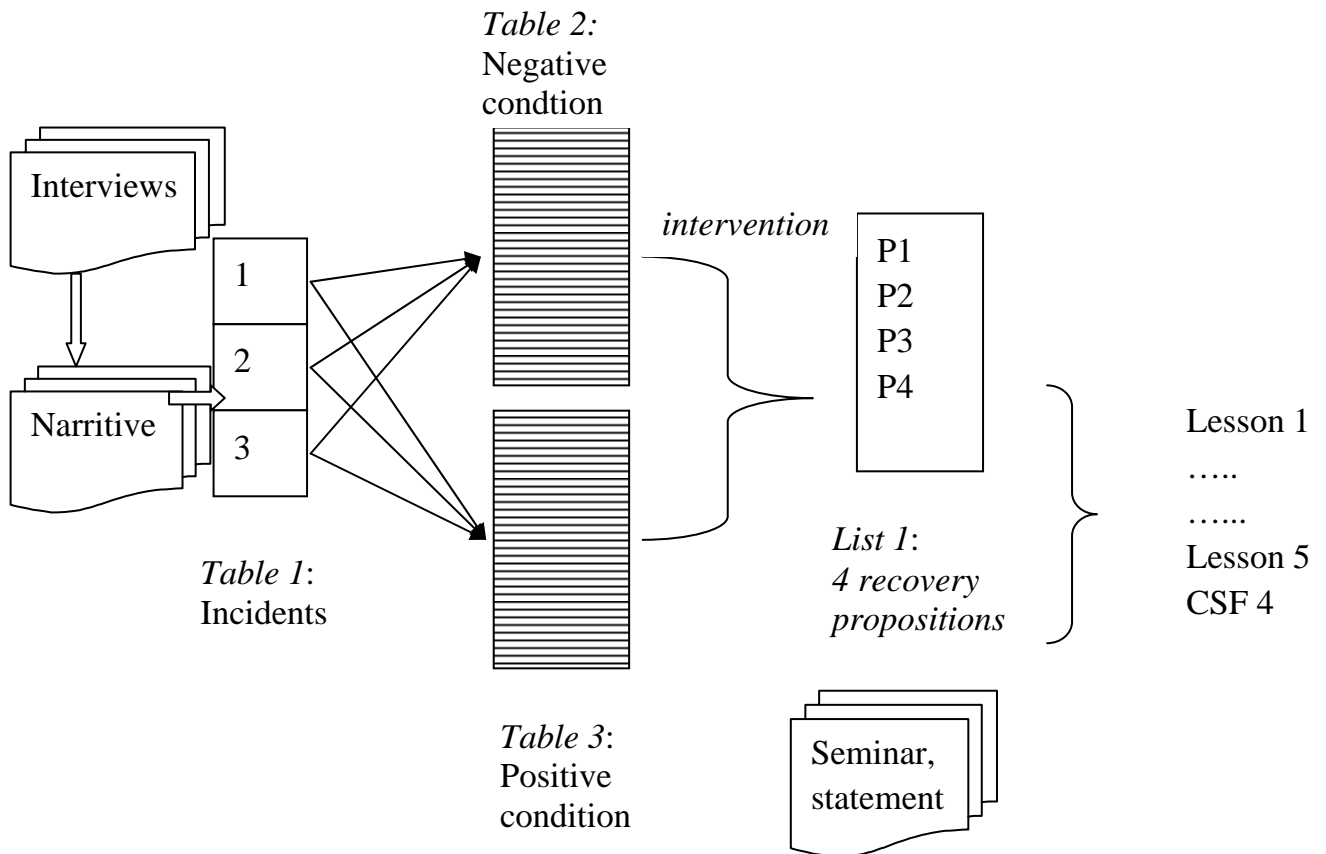 Table 2:
Negative
condtion
Interviews
Narritive
1
2
3
Table 1:
Incidents
Table 3:
Positive
condition
intervention
P1
P2
P3
P4
List 1:
4 recovery
propositions
Seminar,
statement
Lesson 1
…..
…...
Lesson 5
CSF 4